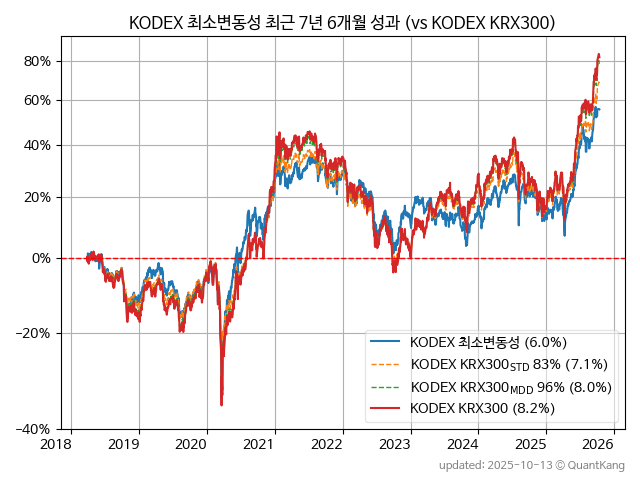 KODEX 최소변동성 최근 7년 6개월 성과 (vs KODEX KRX300)
80%
60%
40%
20%
0%
−20%
−40%
KODEX 최소변동성 (6.0%)
KODEX KRX300STD 83% (7.1%)
KODEX KRX300MDD 96% (8.0%)
KODEX KRX300 (8.2%)
2018 2019 2020 2021 2022 2023 2024 2025 2026
updated: 2025-10-13 © QuantKang